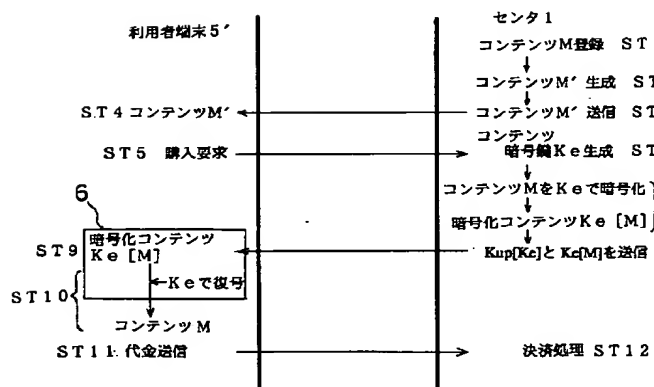 センタ1
利用者端末5′
コンテンツM登録 ST
コンテンツM′生成 ST
ST4 コンテンツM′
コンテンツM′送信 ST
コンテンツ
ST5 購入要求
暗号鍵Ke生成 ST
コンテンツMをKeで暗号化
6
暗号化コンテンツKe[M]
暗号化コンテンツ
ST9
Ke[M]
Kup[Ke]とKe[M]を送信
ST10
Keで復号
コンテンツM
ST11 代金送信
決済処理 ST12